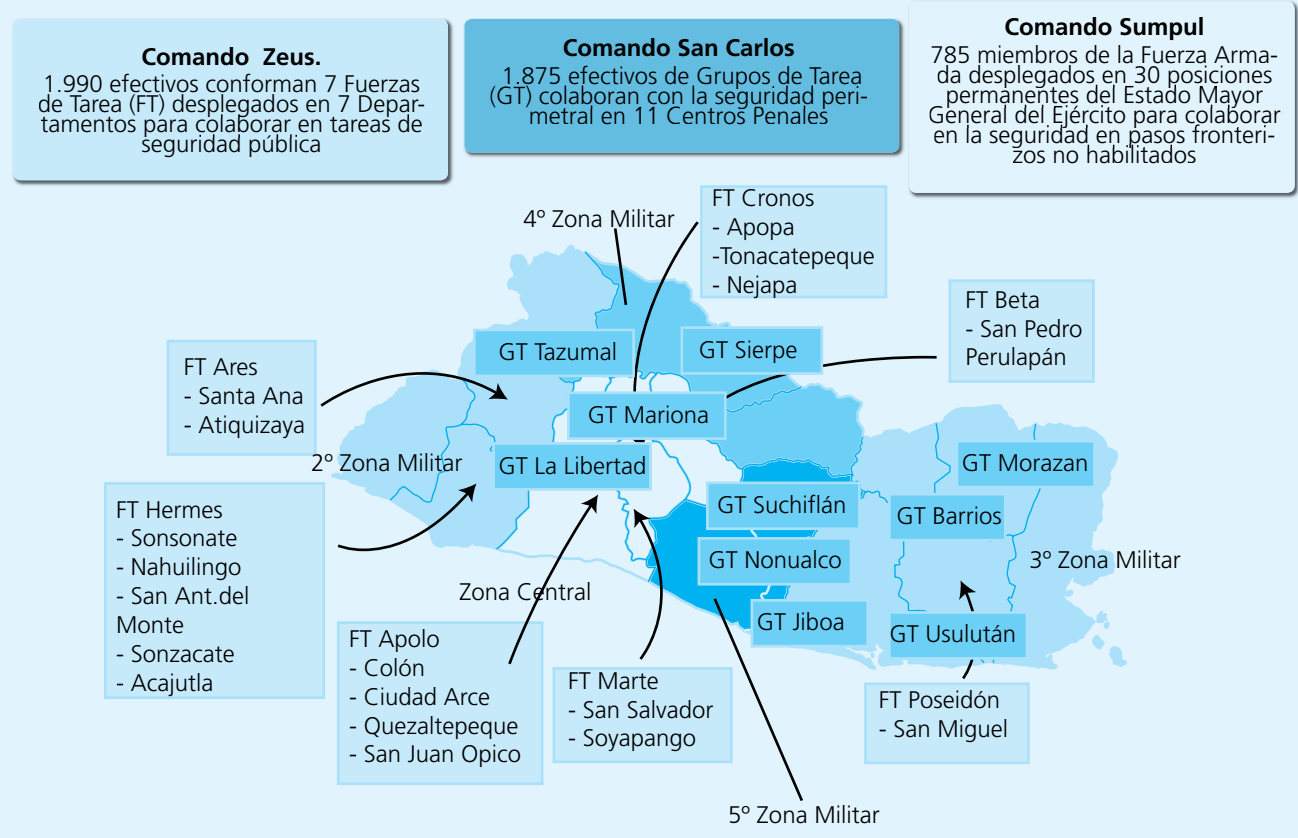 Comando Zeus.
1.990 efectivos conforman 7 Fuerzas
de Tarea (FT) desplegados en 7 Depar-
tamentos para colaborar en tareas de
seguridad pública
Comando San Carlos
1.875 efectivos de Grupos de Tarea
(GT) colaboran con la seguridad peri-
metral en 11 Centros Penales
Comando Sumpul
785 miembros de la Fuerza Arma-
da desplegados en 30 posiciones
permanentes del Estado Mayor
General del Ejército para colaborar
en la seguridad en pasos fronteri-
zos no habilitados
4º Zona Militar
FT Cronos
- Apopa
-Tonacatepeque
- Nejapa
FT Beta
- San Pedro
Perulapán
FT Ares
- Santa Ana
- Atiquizaya
GT Tazumal
GT Sierpe
GT Mariona
2º Zona Militar
GT La Libertad
GT Morazan
GT Suchiflán
GT Barrios
FT Hermes
- Sonsonate
- Nahuilingo
- San Ant.del
Monte
- Sonzacate
- Acajutla
GT Nonualco
3º Zona Militar
Zona Central
GT Jiboa
GT Usulután
FT Apolo
- Colón
- Ciudad Arce
- Quezaltepeque
- San Juan Opico
FT Marte
- San Salvador
- Soyapango
FT Poseidón
- San Miguel
5º Zona Militar